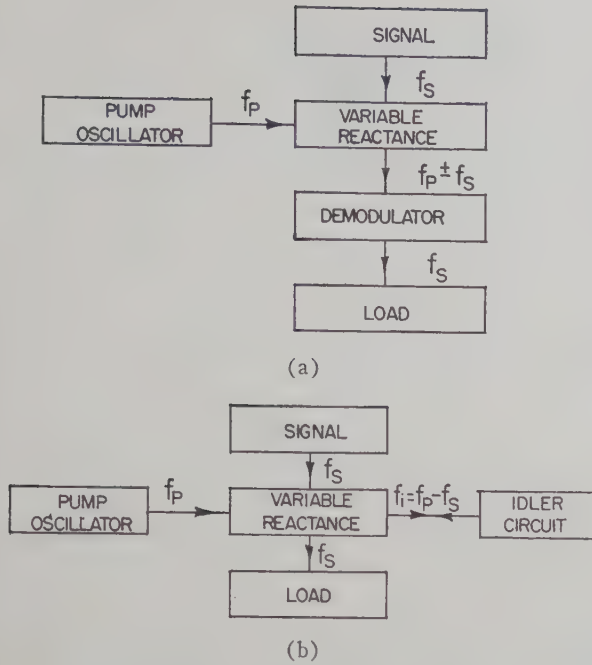 SIGNAL
f_S
PUMP
OSCILLATOR
f_P
VARIABLE
REACTANCE
f_P ± f_S
DEMODULATOR
f_S
LOAD
(a)
SIGNAL
f_S
PUMP
OSCILLATOR
f_P
VARIABLE
REACTANCE
f_i=f_P-f_S
IDLER
CIRCUIT
f_S
LOAD
(b)